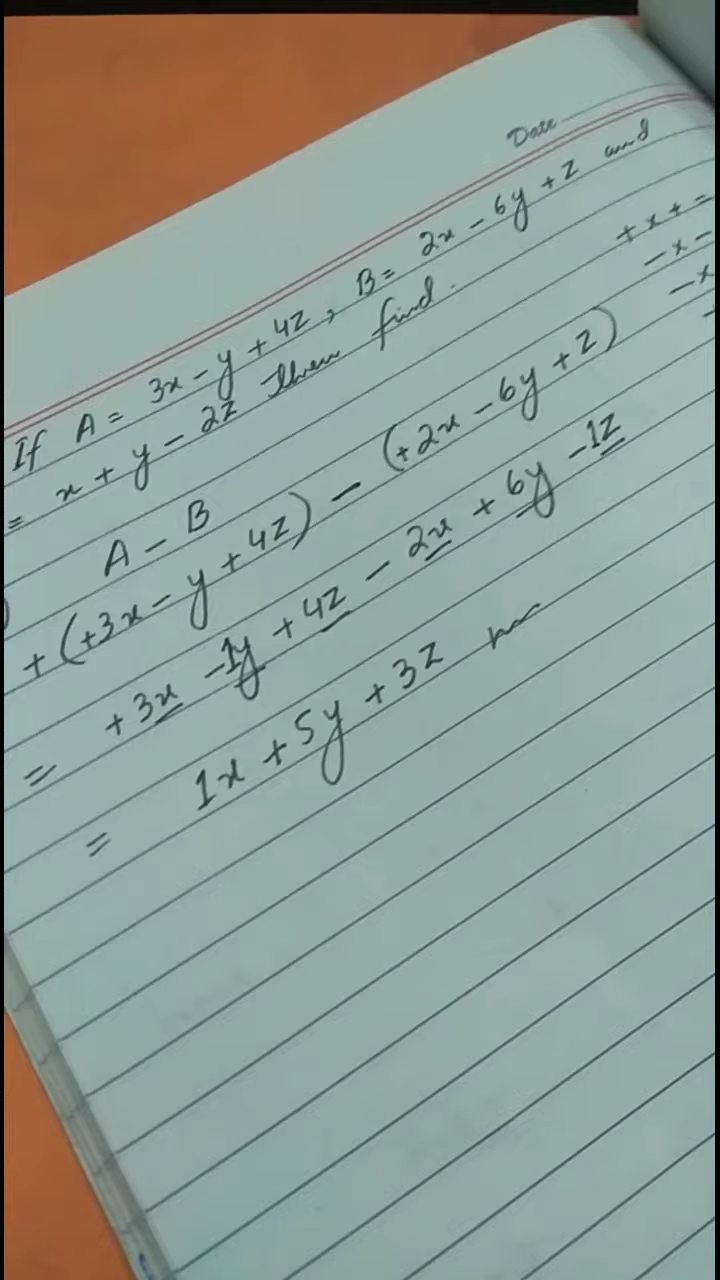 Date
If A = 3x - y + 4z, B = 2x - 6y + z and
= x + y - 2z then find.
+ x + =
- x -
- x
A - B
+ (+3x - y + 4z) - (+2x - 6y + z)
= +3x - 1y + 4z - 2x + 6y - 1z
= 1x + 5y + 3z